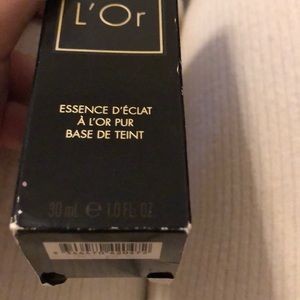 L'Or
ESSENCE D'ÉCLAT
À L'OR PUR
BASE DE TEINT
30 mL ℮ 1.0 FL. OZ.